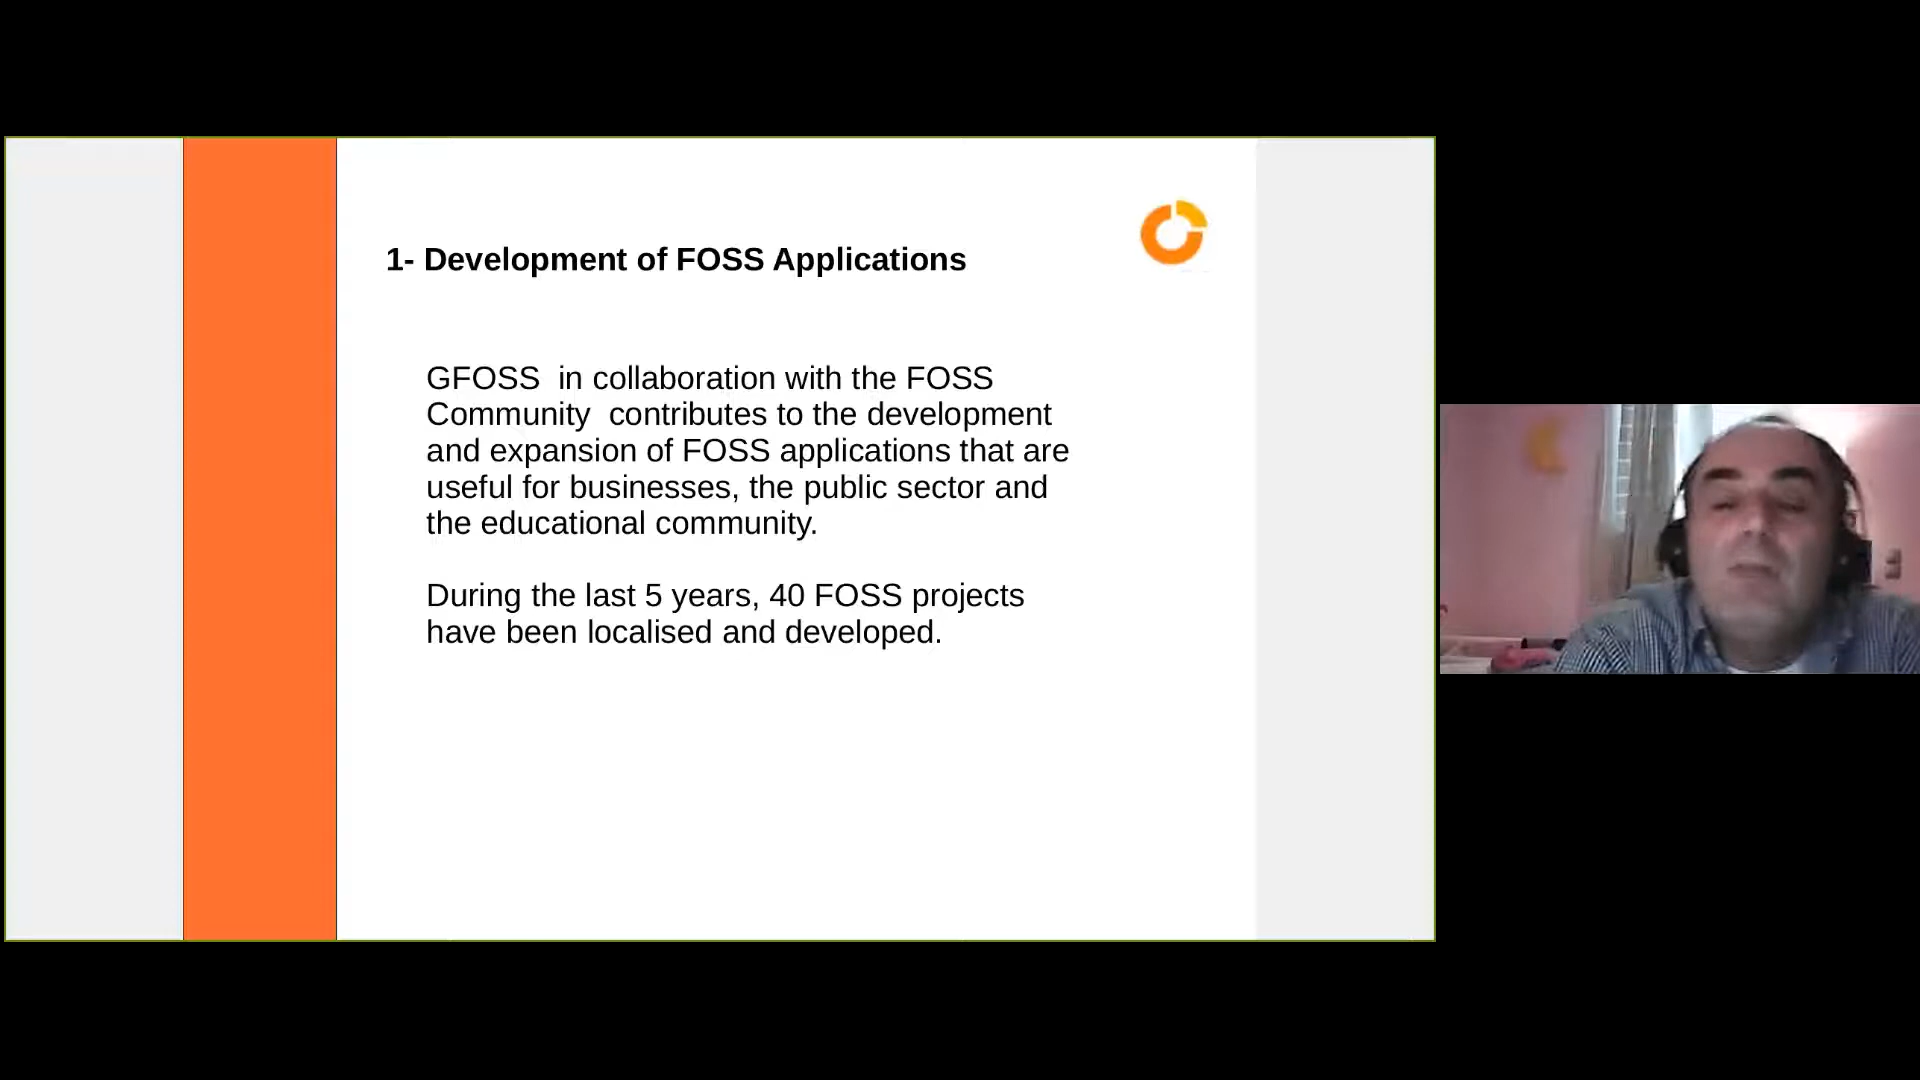 1- Development of FOSS Applications
GFOSS  in collaboration with the FOSS
Community  contributes to the development
and expansion of FOSS applications that are
useful for businesses, the public sector and
the educational community.
During the last 5 years, 40 FOSS projects
have been localised and developed.